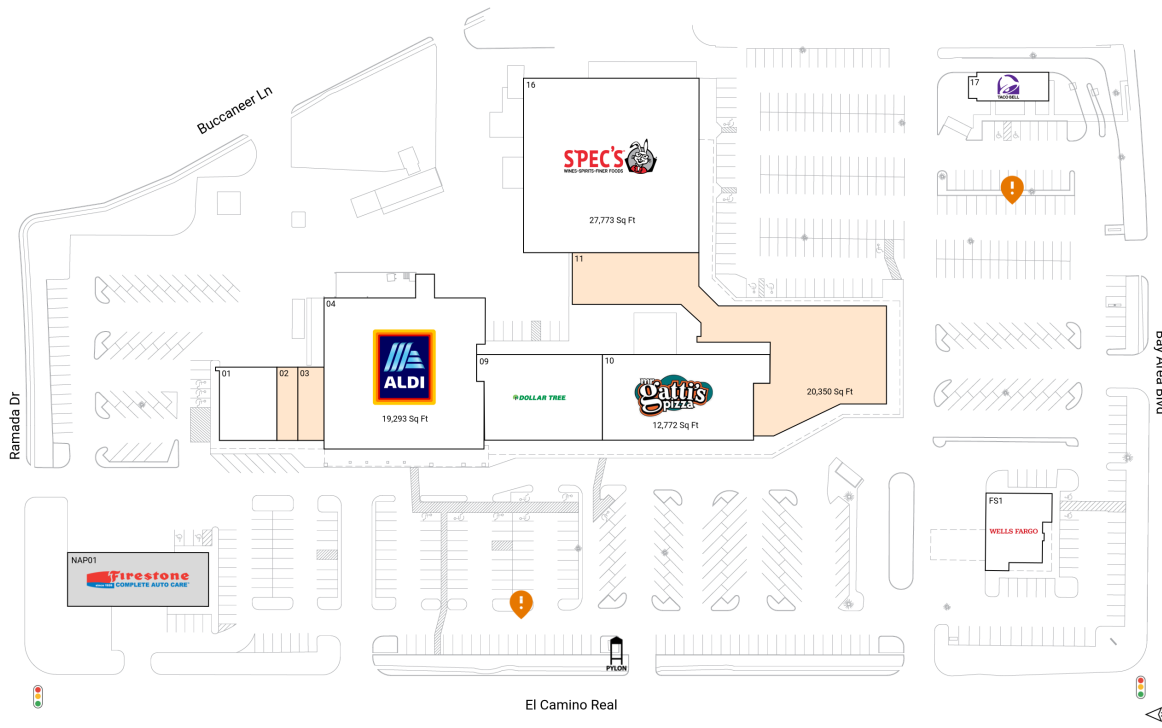 Buccaneer Ln
16
SPEC'S
WINES•SPIRITS•FINER FOODS
27,773 Sq Ft
17
TACO BELL
11
20,350 Sq Ft
04
ALDI
19,293 Sq Ft
01
02
03
09
DOLLAR TREE
10
mr gatti's
pizza
12,772 Sq Ft
Ramada Dr
Bay Area Blvd
FS1
WELLS FARGO
NAP01
Firestone
COMPLETE AUTO CARE
PYLON
El Camino Real